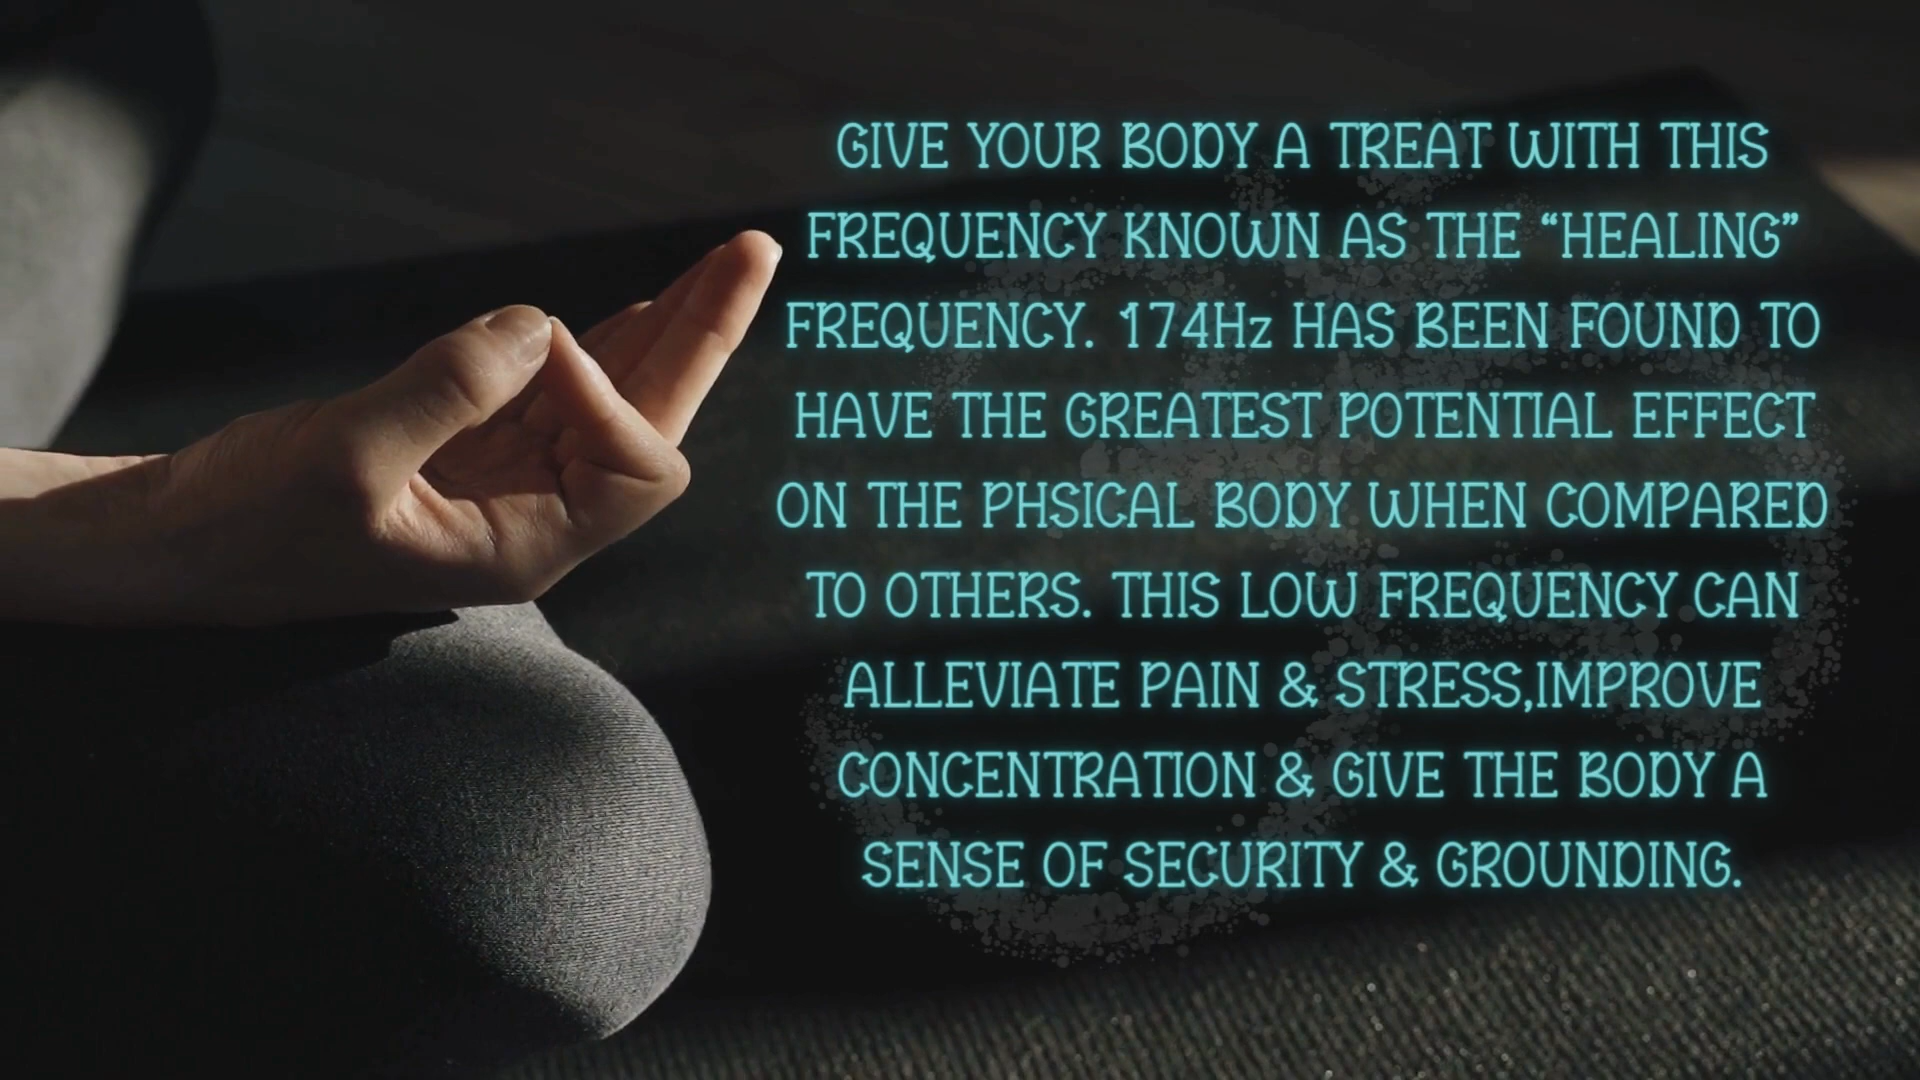 GIVE YOUR BODY A TREAT WITH THIS
FREQUENCY KNOWN AS THE “HEALING”
FREQUENCY. 174Hz HAS BEEN FOUND TO
HAVE THE GREATEST POTENTIAL EFFECT
ON THE PHSICAL BODY WHEN COMPARED
TO OTHERS. THIS LOW FREQUENCY CAN
ALLEVIATE PAIN & STRESS,IMPROVE
CONCENTRATION & GIVE THE BODY A
SENSE OF SECURITY & GROUNDING.